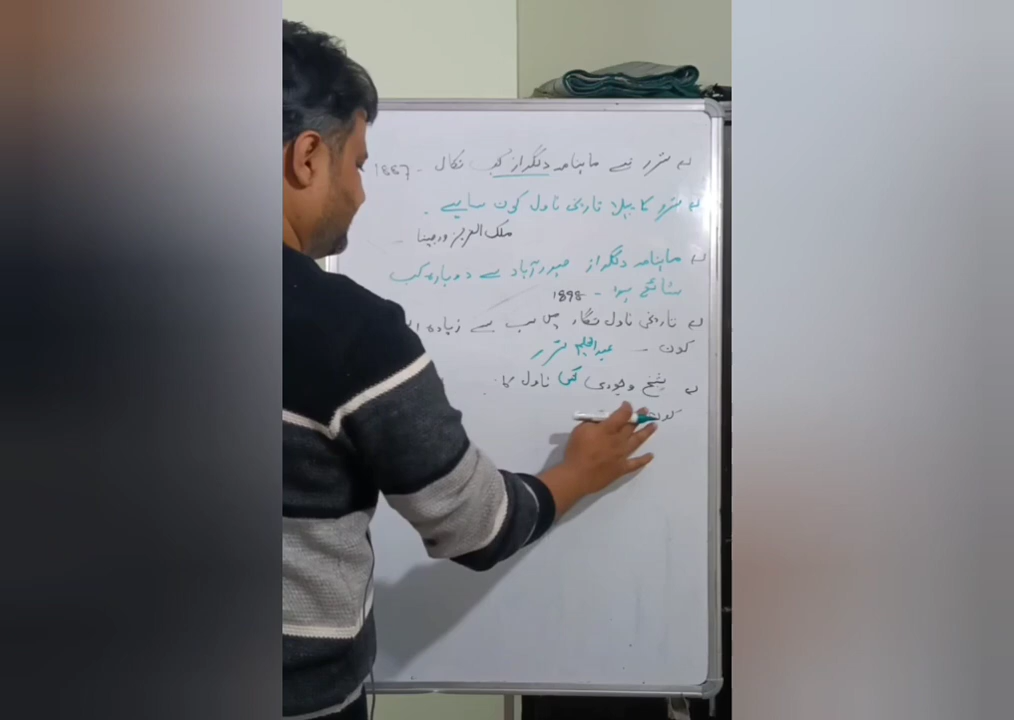 شرر نے ماہنامہ دلگداز کب نکالا - 1887
شرر کا پہلا تاریخی ناول کون سا ہے
ملک العزیز ورجینا
ماہنامہ دلگداز حیدرآباد سے دوبارہ کب
شائع ہوا - 1898
تاریخی ناول نگار میں سب سے زیادہ
کون - عبدالحلیم شرر
شیخ وجودی کس ناول کا